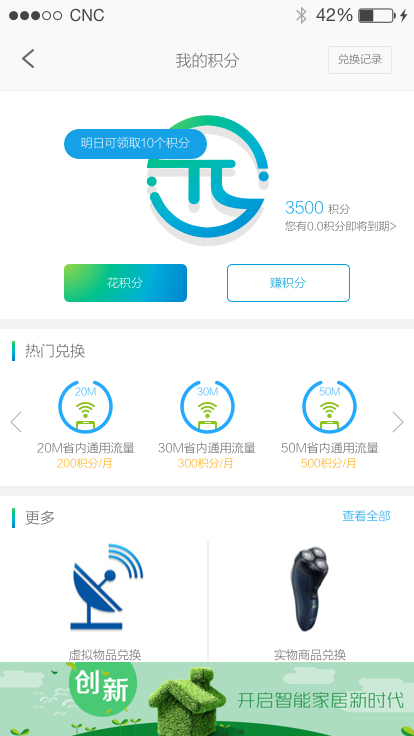 CNC 42%
我的积分 兑换记录
明日可领取10个积分
3500 积分
您有0.0积分即将到期>
花积分 赚积分
热门兑换
20M 30M 50M
20M省内通用流量 30M省内通用流量 50M省内通用流量
200积分/月 300积分/月 500积分/月
更多 查看全部
虚拟物品兑换 实物商品兑换
创新 开启智能家居新时代